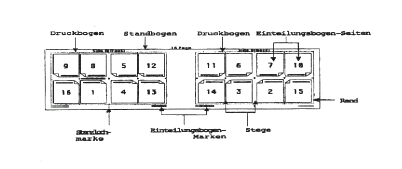 Druckbogen Standbogen Druckbogen Einteilungsbogen-Seiten
16 Page
9 8 5 12 11 6 7 10
16 1 4 13 14 3 2 15
Rand
Einteilungsbogen- Stege
marke Marken